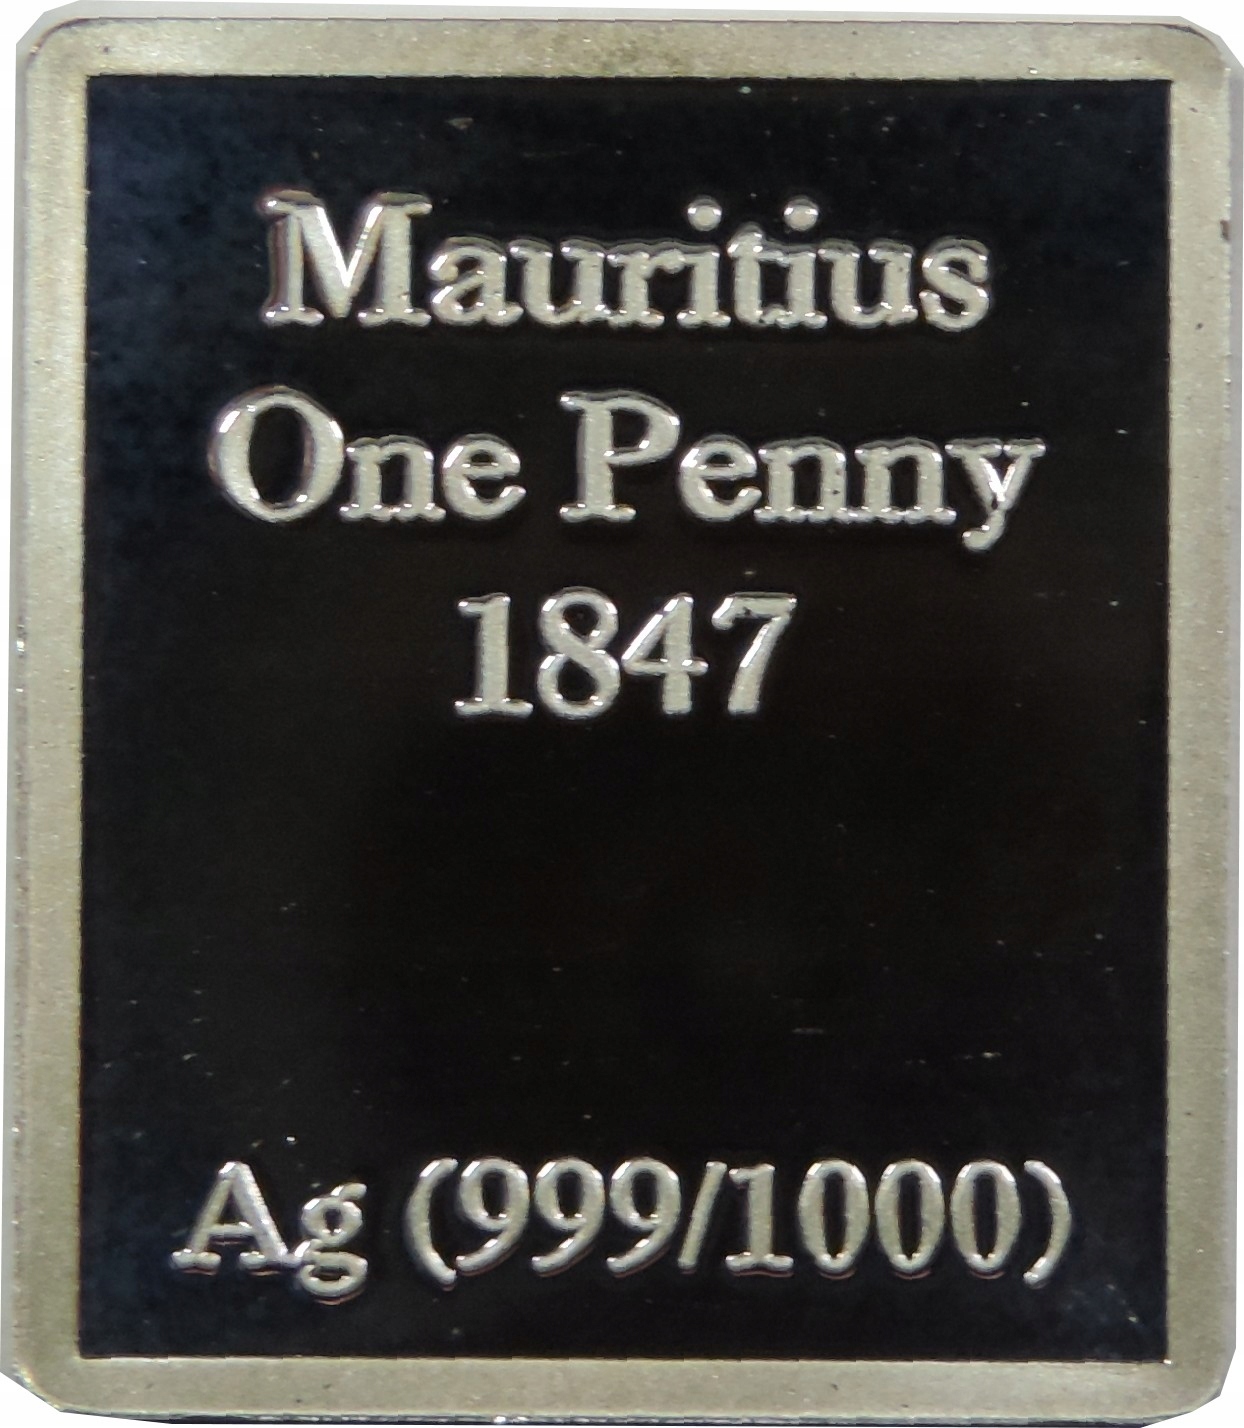 Mauritius
One Penny
1847
Ag (999/1000)